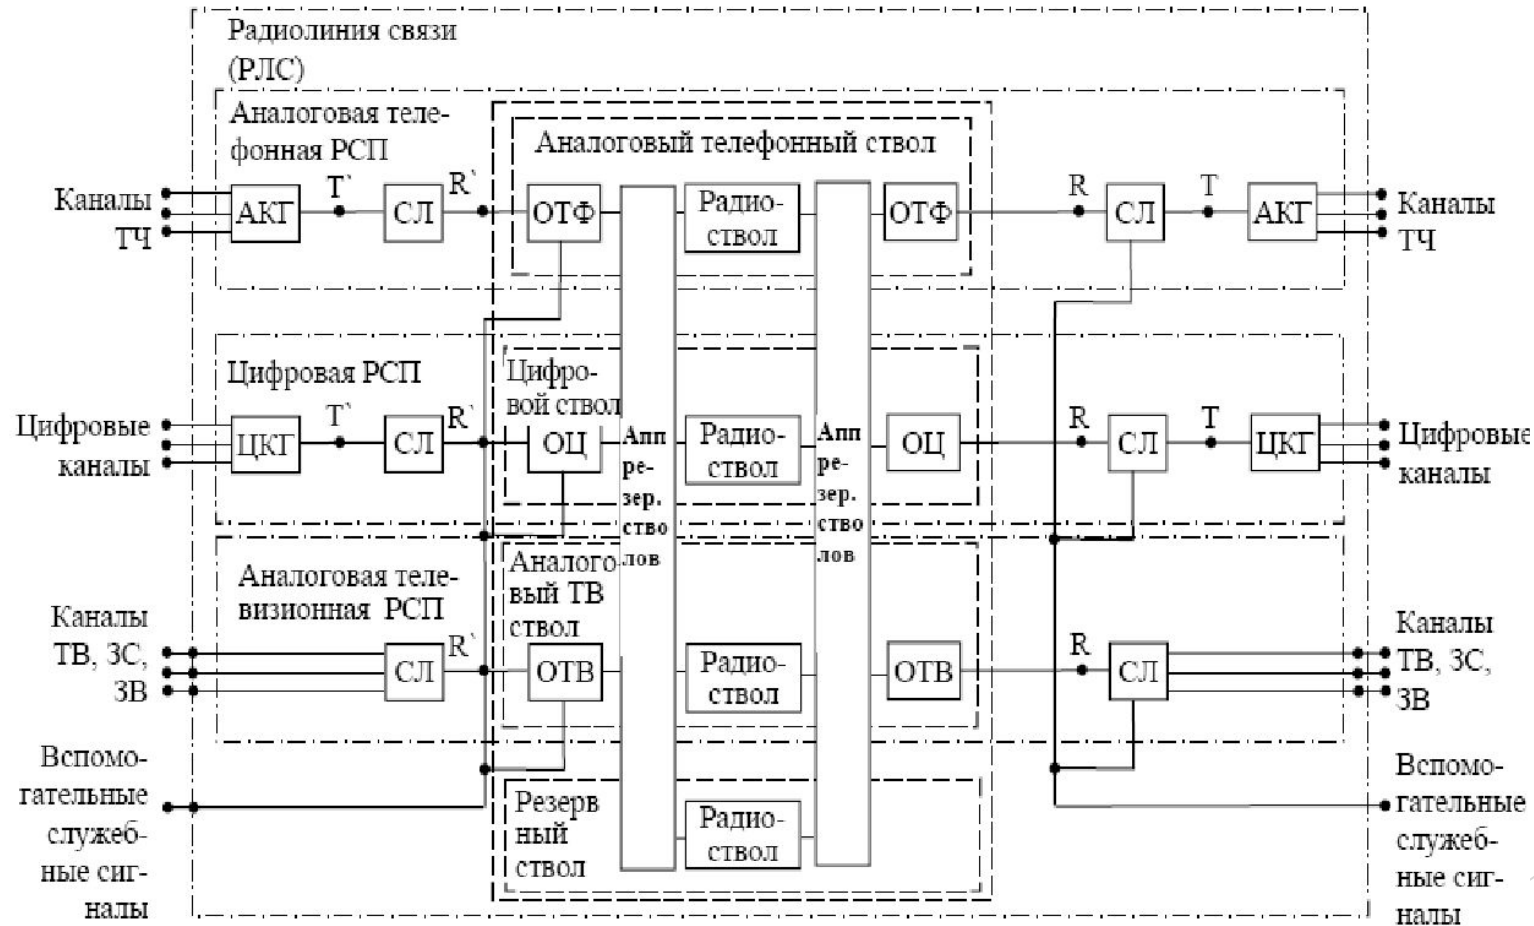 Радиолиния связи
(РЛС)
Аналоговая теле-
фонная РСП
Аналоговый телефонный ствол
Каналы
ТЧ
АКГ
T`
СЛ
R`
ОТФ
Радио-
ствол
ОТФ
R
СЛ
T
АКГ
Каналы
ТЧ
Цифровая РСП
Цифро-
вой ствол
Цифровые
каналы
ЦКГ
T`
СЛ
R`
ОЦ
Апп
ре-
зер.
ство
лов
Радио-
ствол
Апп
ре-
зер.
ство
лов
ОЦ
R
СЛ
T
ЦКГ
Цифровые
каналы
Аналоговая теле-
визионная РСП
Аналого
вый ТВ
ствол
Каналы
ТВ, ЗС,
ЗВ
СЛ
R`
ОТВ
Радио-
ствол
ОТВ
R
СЛ
Каналы
ТВ, ЗС,
ЗВ
Вспомо-
гательные
служеб-
ные сиг-
налы
Резерв
ный
ствол
Радио-
ствол
Вспомо-
гательные
служеб-
ные сиг-
налы